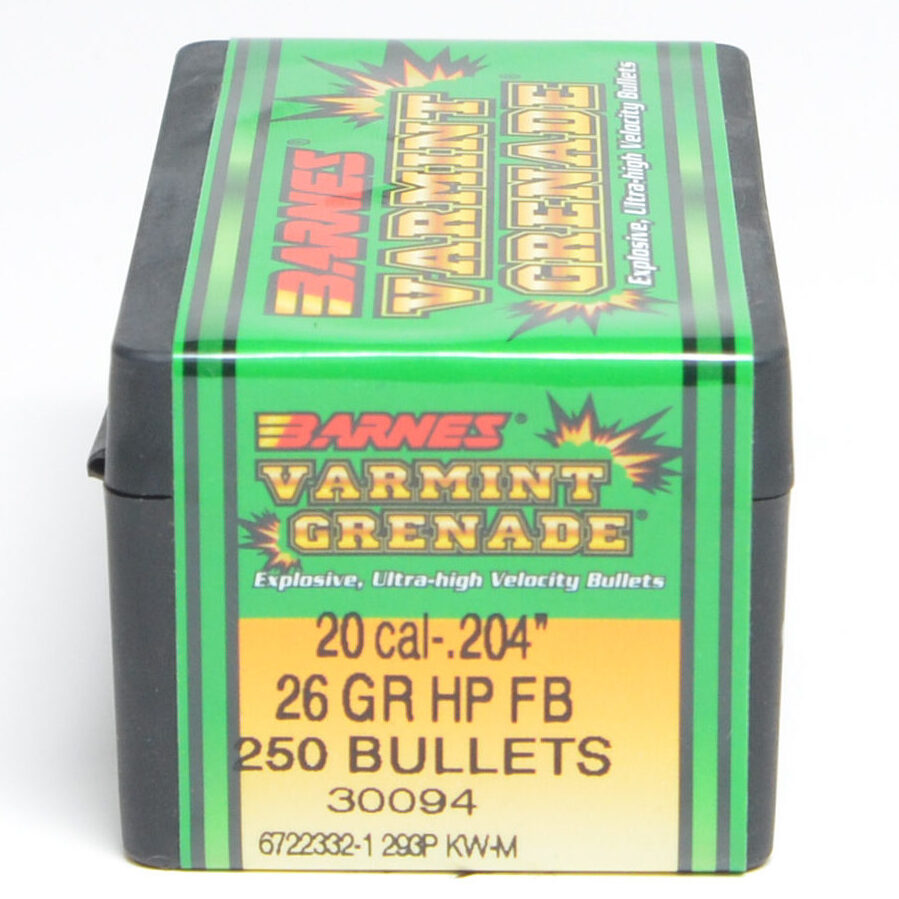 BARNES®
VARMINT®
GRENADE
Explosive, Ultra-high Velocity Bullets
BARNES®
VARMINT
GRENADE®
Explosive, Ultra-high Velocity Bullets
20 cal-.204"
26 GR HP FB
250 BULLETS
30094
6722332-1 293P KW-M